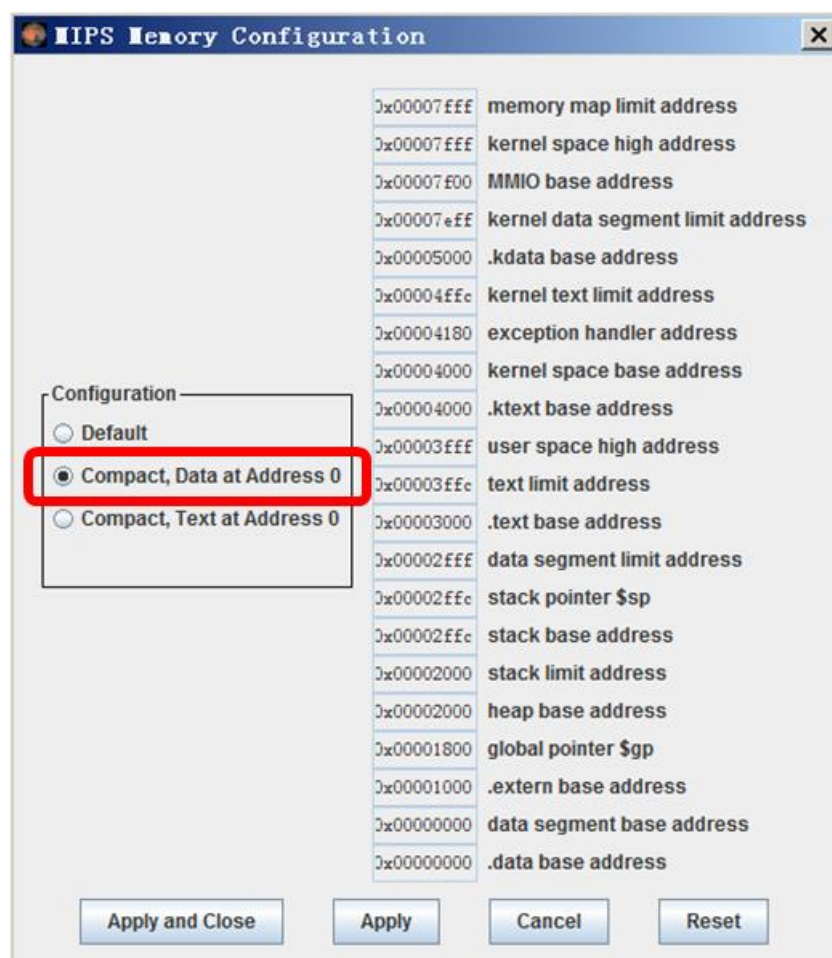 MIPS Memory Configuration
0x00007fff memory map limit address
0x00007fff kernel space high address
0x00007f00 MMIO base address
0x00007eff kernel data segment limit address
0x00005000 .kdata base address
0x00004ffc kernel text limit address
0x00004180 exception handler address
0x00004000 kernel space base address
0x00004000 .ktext base address
0x00003fff user space high address
0x00003ffc text limit address
0x00003000 .text base address
0x00002fff data segment limit address
0x00002ffc stack pointer $sp
0x00002ffc stack base address
0x00002000 stack limit address
0x00002000 heap base address
0x00001800 global pointer $gp
0x00001000 .extern base address
0x00000000 data segment base address
0x00000000 .data base address
Configuration
Default
Compact, Data at Address 0
Compact, Text at Address 0
Apply and Close Apply Cancel Reset